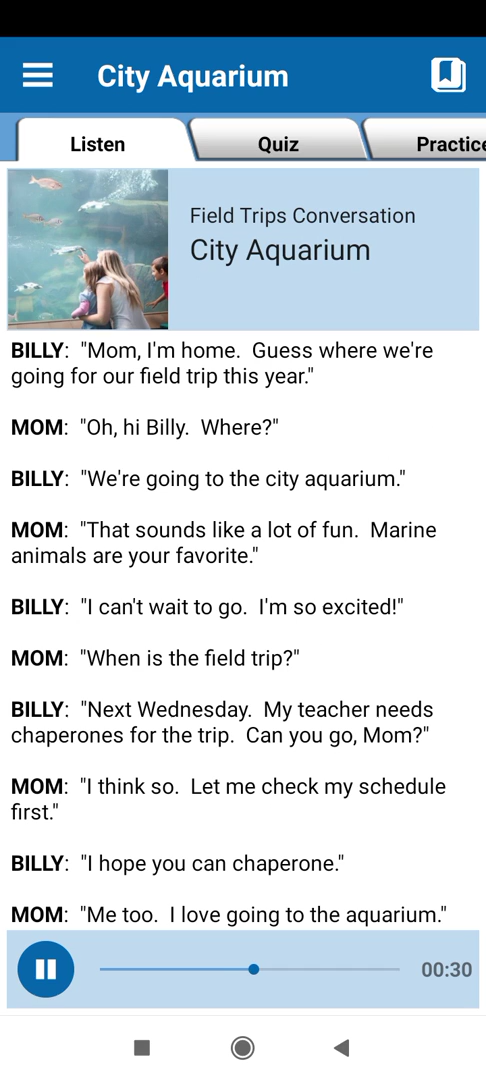 City Aquarium
Listen
Quiz
Practice
Field Trips Conversation
City Aquarium
BILLY:  "Mom, I'm home.  Guess where we're
going for our field trip this year."
MOM:  "Oh, hi Billy.  Where?"
BILLY:  "We're going to the city aquarium."
MOM:  "That sounds like a lot of fun.  Marine
animals are your favorite."
BILLY:  "I can't wait to go.  I'm so excited!"
MOM:  "When is the field trip?"
BILLY:  "Next Wednesday.  My teacher needs
chaperones for the trip.  Can you go, Mom?"
MOM:  "I think so.  Let me check my schedule
first."
BILLY:  "I hope you can chaperone."
MOM:  "Me too.  I love going to the aquarium."
00:30